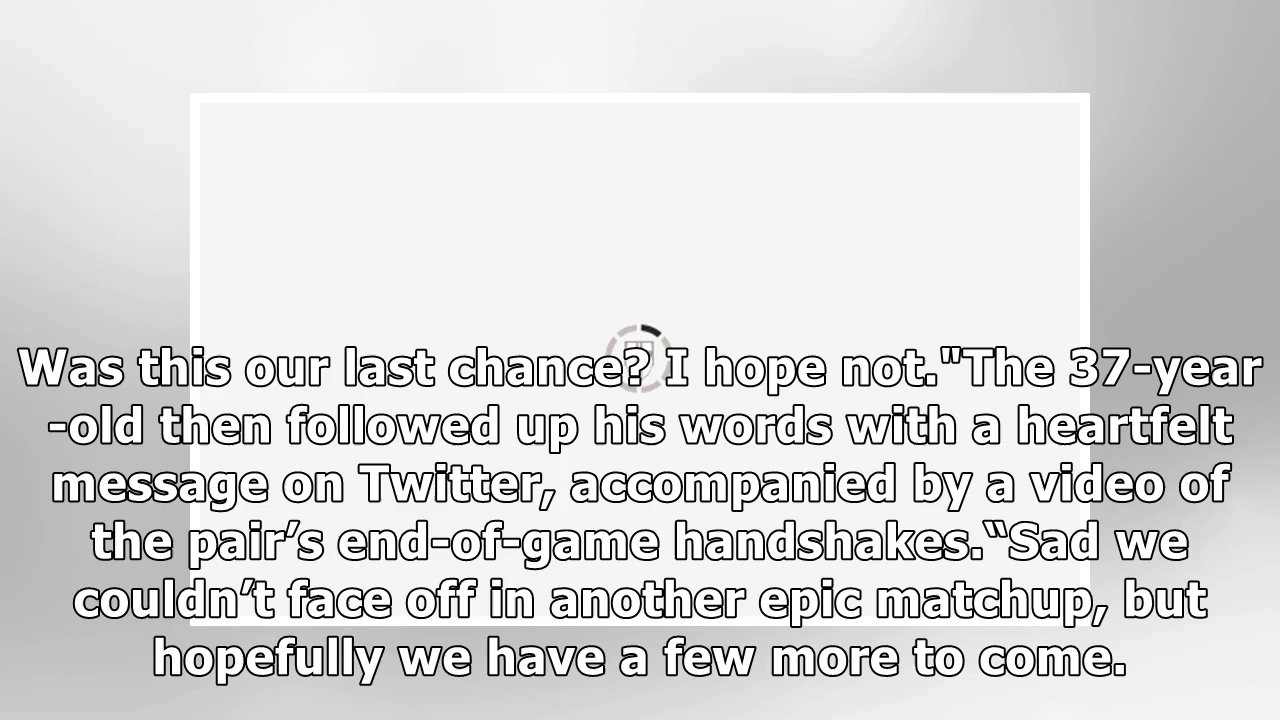 Was this our last chance? I hope not."The 37-year
-old then followed up his words with a heartfelt
message on Twitter, accompanied by a video of
the pair’s end-of-game handshakes.“Sad we
couldn’t face off in another epic matchup, but
hopefully we have a few more to come.